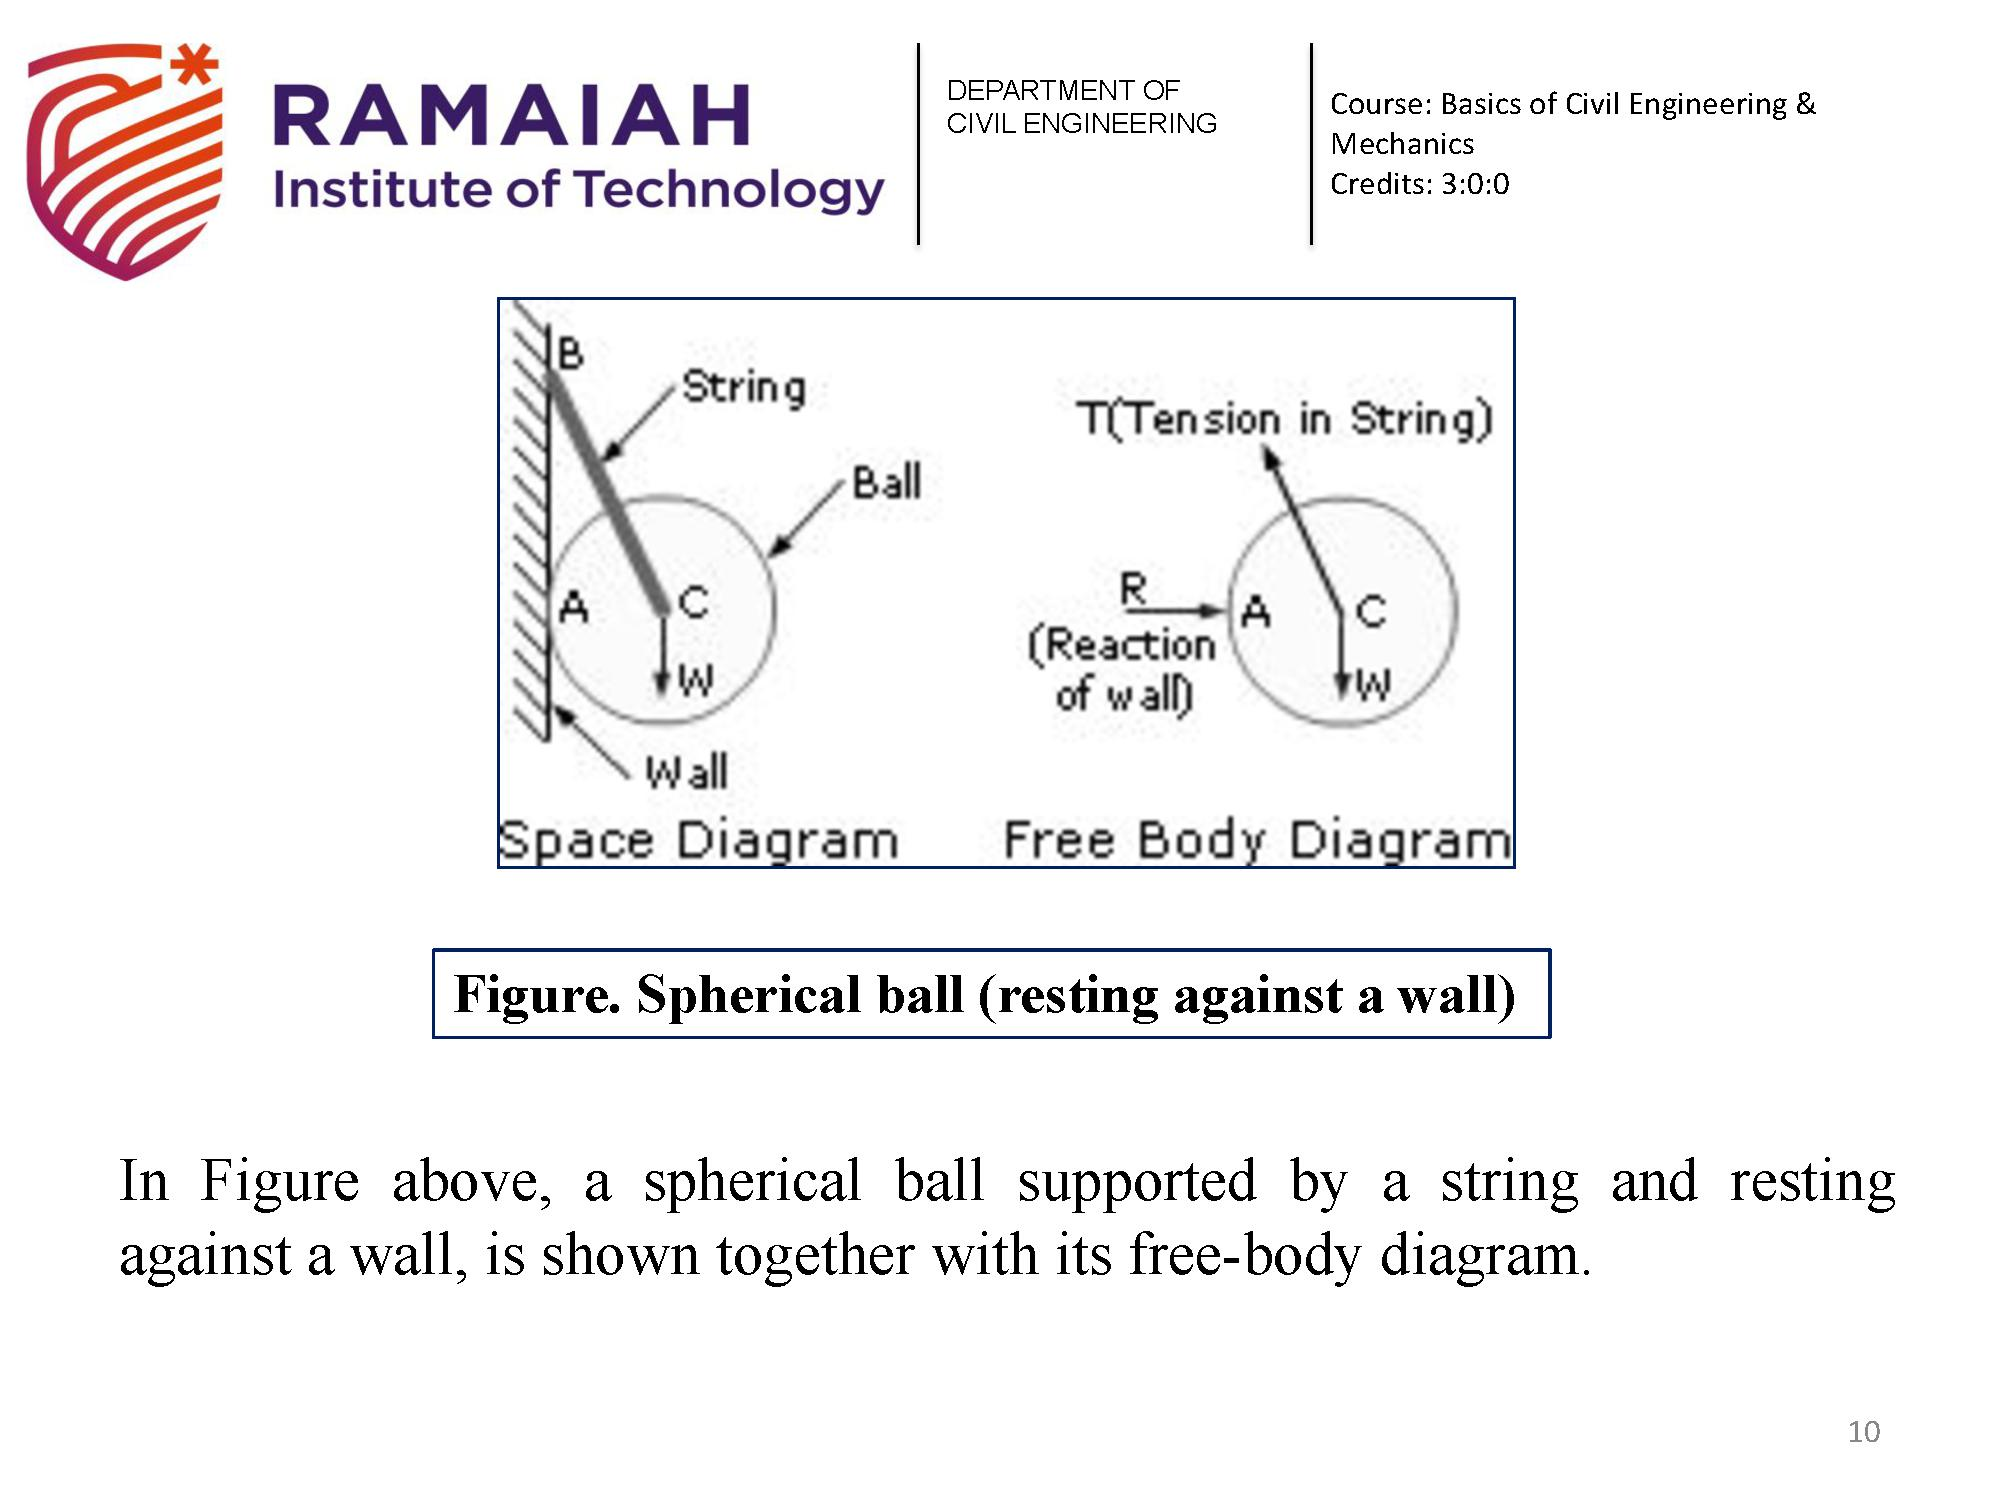 RAMAIAH
Institute of Technology
DEPARTMENT OF
CIVIL ENGINEERING
Course: Basics of Civil Engineering &
Mechanics
Credits: 3:0:0
B
String
Ball
A
C
W
Wall
Space Diagram
T(Tension in String)
R
(Reaction
of wall)
A
C
W
Free Body Diagram
Figure. Spherical ball (resting against a wall)
In Figure above, a spherical ball supported by a string and resting
against a wall, is shown together with its free-body diagram.
10